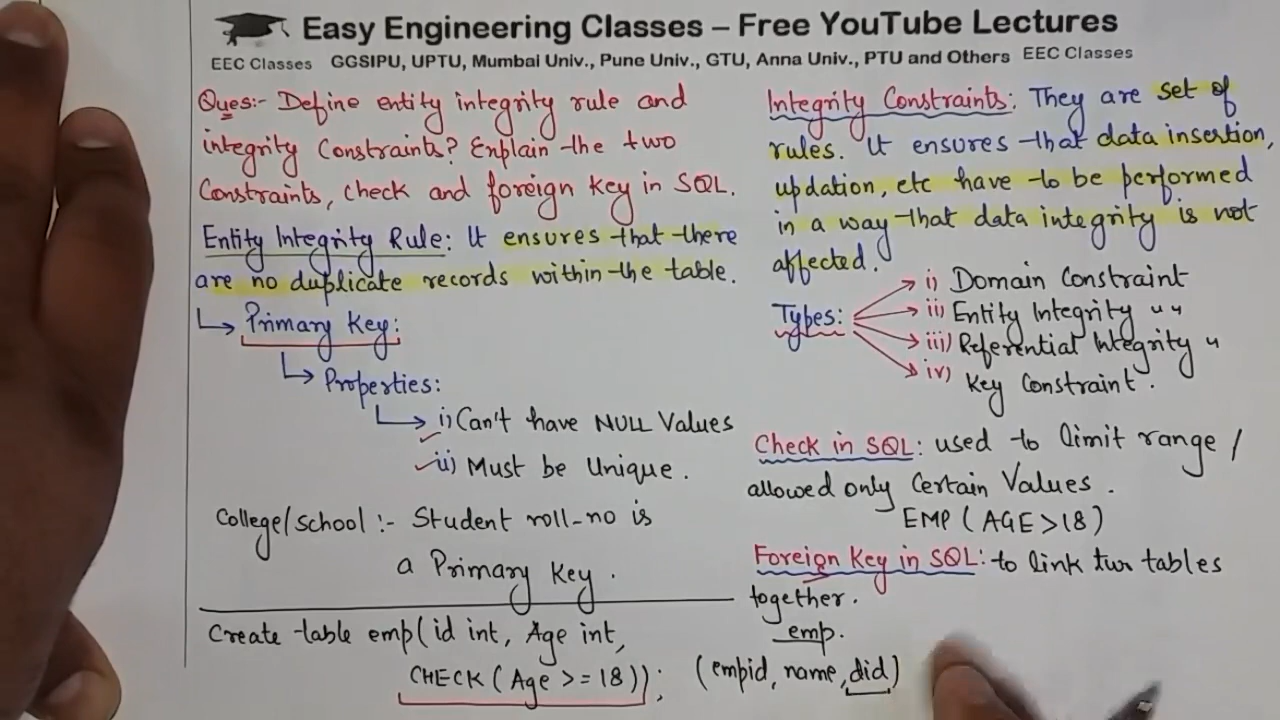 Easy Engineering Classes – Free YouTube Lectures
EEC Classes GGSIPU, UPTU, Mumbai Univ., Pune Univ., GTU, Anna Univ., PTU and Others EEC Classes
Ques:- Define entity integrity rule and
integrity Constraints? Explain the two
Constraints, check and foreign key in SQL.
Entity Integrity Rule: It ensures that there
are no duplicate records within the table.
Primary Key:
Properties:
i) Can't have NULL Values
ii) Must be Unique.
College/School :- Student roll-no is
a Primary Key.
Create table emp(id int, Age int,
CHECK (Age >= 18));
Integrity Constraints: They are set of
rules. It ensures that data insertion,
updation, etc have to be performed
in a way that data integrity is not
affected.
Types:
i) Domain Constraint
ii) Entity Integrity " "
iii) Referential Integrity "
iv) Key Constraint.
Check in SQL: used to limit range /
allowed only Certain Values.
EMP (AGE>18)
Foreign Key in SQL: to link two tables
together.
emp.
(empid, name, did)